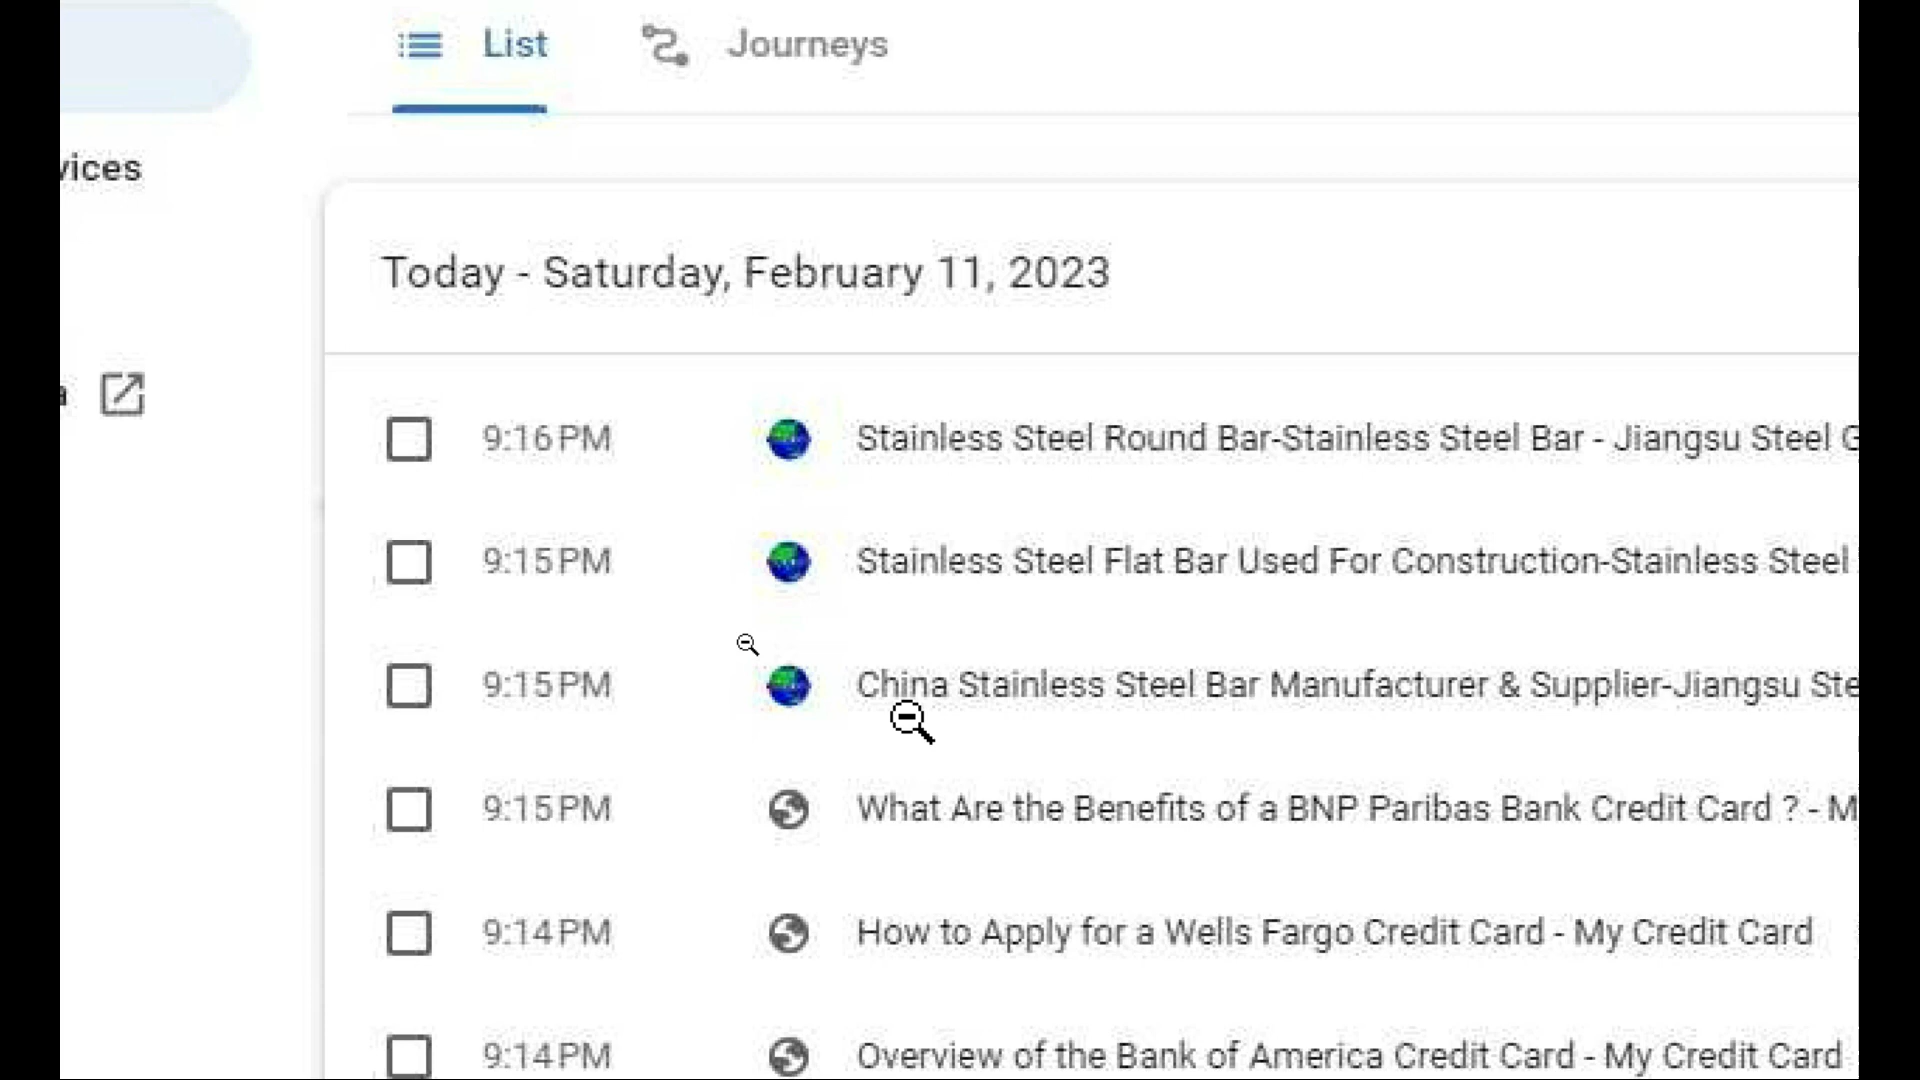 List Journeys
vices
Today - Saturday, February 11, 2023
a
9:16 PM Stainless Steel Round Bar-Stainless Steel Bar - Jiangsu Steel G
9:15 PM Stainless Steel Flat Bar Used For Construction-Stainless Steel
9:15 PM China Stainless Steel Bar Manufacturer & Supplier-Jiangsu Ste
9:15 PM What Are the Benefits of a BNP Paribas Bank Credit Card ? - M
9:14 PM How to Apply for a Wells Fargo Credit Card - My Credit Card
9:14 PM Overview of the Bank of America Credit Card - My Credit Card